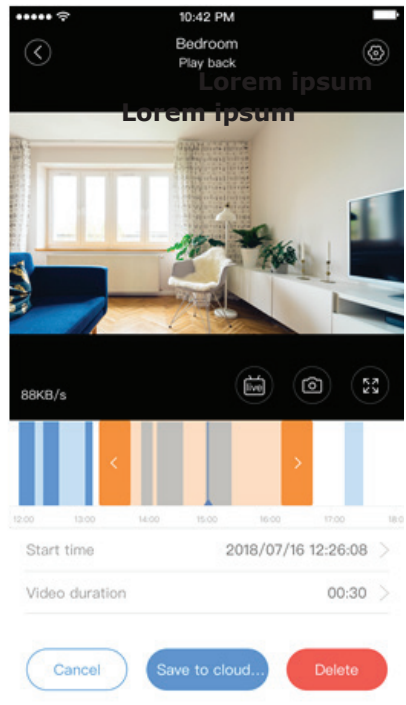 10:42 PM
Bedroom
Play back
Lorem ipsum
Lorem ipsum
live
88KB/s
12:00 13:00 14:00 15:00 16:00 17:00 18:0
Start time 2018/07/16 12:26:08
Video duration 00:30
Cancel Save to cloud... Delete